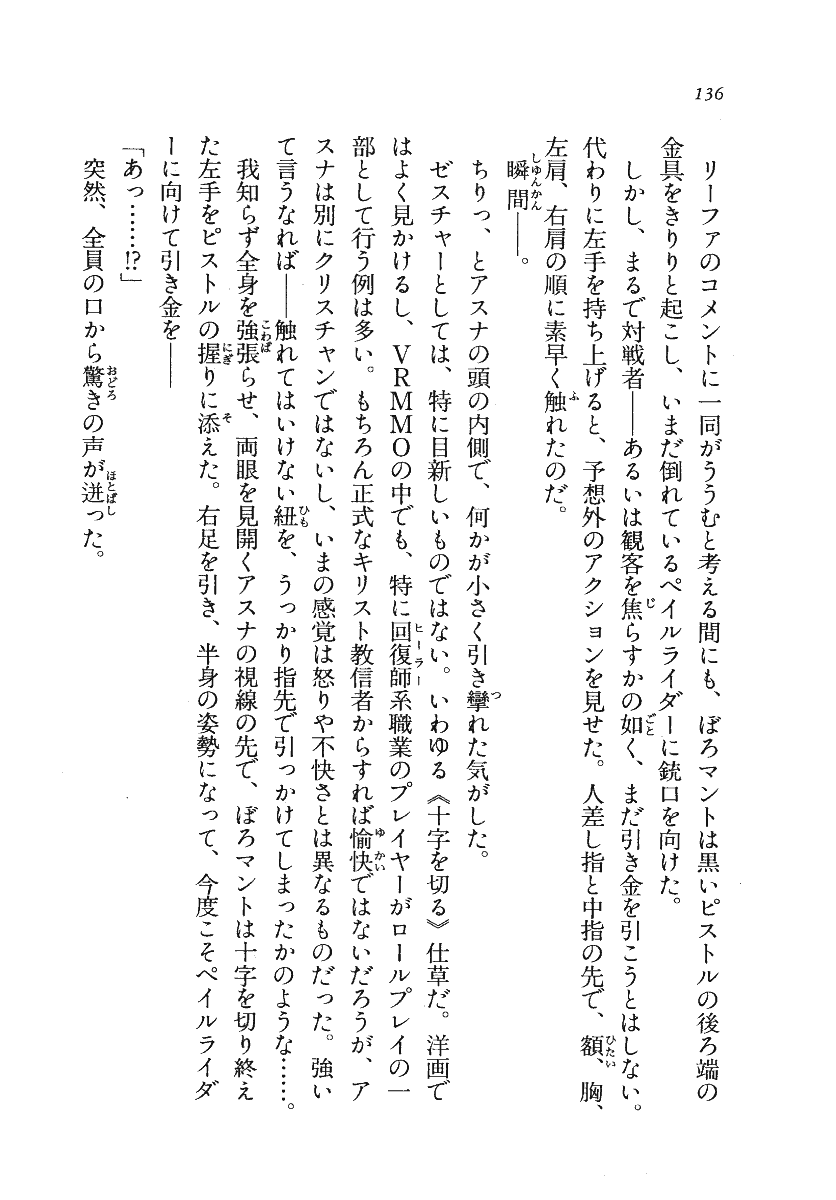 136
リーファのコメントに一同がううむと考える間にも、ぼろマントは黒いピストルの後ろ端の
金具をきりりと起こし、いまだ倒れているペイルライダーに銃口を向けた。
しかし、まるで対戦者――あるいは観客を焦らすかの如く、まだ引き金を引こうとはしない。
代わりに左手を持ち上げると、予想外のアクションを見せた。人差し指と中指の先で、額、胸、
左肩、右肩の順に素早く触れたのだ。
瞬間――。
ちりっ、とアスナの頭の内側で、何かが小さく引き攣れた気がした。
ゼスチャーとしては、特に目新しいものではない。いわゆる《十字を切る》仕草だ。洋画で
はよく見かけるし、ＶＲＭＭＯの中でも、特に回復師系職業のプレイヤーがロールプレイの一
部として行う例は多い。もちろん正式なキリスト教信者からすれば愉快ではないだろうが、ア
スナは別にクリスチャンではないし、いまの感覚は怒りや不快さとは異なるものだった。強い
て言うなれば――触れてはいけない紐を、うっかり指先で引っかけてしまったかのような……。
我知らず全身を強張らせ、両眼を見開くアスナの視線の先で、ぼろマントは十字を切り終え
た左手をピストルの握りに添えた。右足を引き、半身の姿勢になって、今度こそペイルライダ
ーに向けて引き金を――
「あっ……!?」
突然、全員の口から驚きの声が迸った。